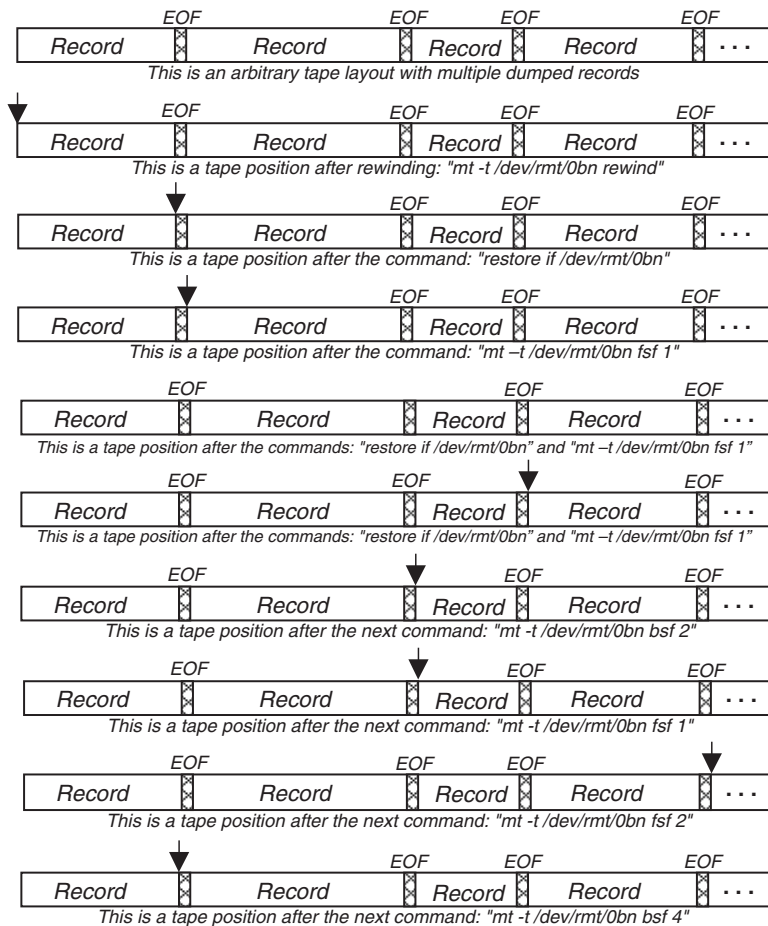 EOF EOF EOF EOF
Record Record Record Record ...
This is an arbitrary tape layout with multiple dumped records
EOF EOF EOF EOF
Record Record Record Record ...
This is a tape position after rewinding: "mt -t /dev/rmt/0bn rewind"
EOF EOF EOF EOF
Record Record Record Record ...
This is a tape position after the command: "restore if /dev/rmt/0bn"
EOF EOF EOF EOF
Record Record Record Record ...
This is a tape position after the command: "mt –t /dev/rmt/0bn fsf 1"
EOF EOF EOF
Record Record Record Record ...
This is a tape position after the commands: "restore if /dev/rmt/0bn” and "mt –t /dev/rmt/0bn fsf 1”
EOF EOF EOF
Record Record Record Record ...
This is a tape position after the commands: "restore if /dev/rmt/0bn” and "mt –t /dev/rmt/0bn fsf 1”
EOF EOF EOF
Record Record Record Record ...
This is a tape position after the next command: "mt -t /dev/rmt/0bn bsf 2"
EOF EOF EOF
Record Record Record Record ...
This is a tape position after the next command: "mt -t /dev/rmt/0bn fsf 1"
EOF EOF EOF
Record Record Record Record ...
This is a tape position after the next command: "mt -t /dev/rmt/0bn fsf 2"
EOF EOF EOF
Record Record Record Record ...
This is a tape position after the next command: "mt -t /dev/rmt/0bn bsf 4"